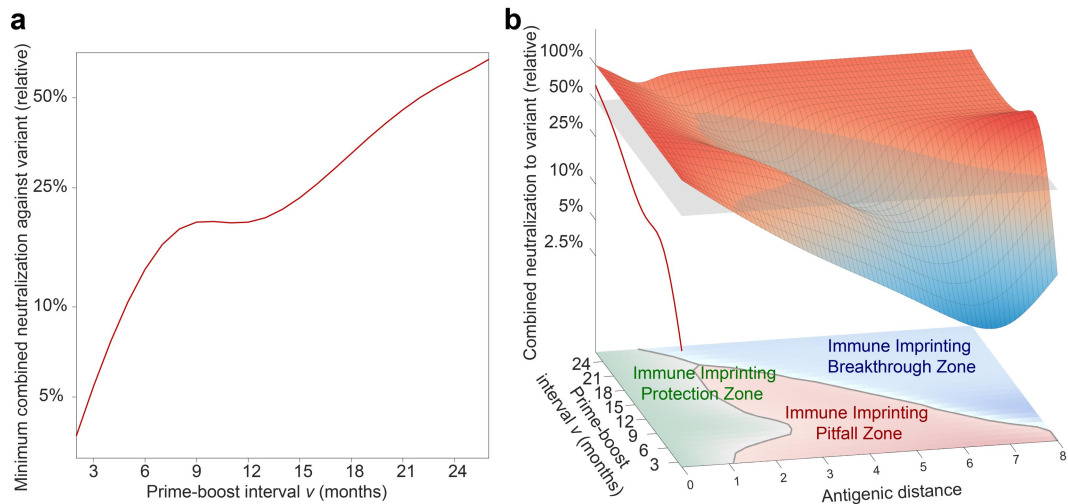 a
Minimum combined neutralization against variant (relative)
50%
25%
10%
5%
3
6
9
12
15
18
21
24
Prime-boost interval v (months)
b
Combined neutralization to variant (relative)
100%
50%
25%
10%
5%
2.5%
Immune Imprinting
Breakthrough Zone
Immune Imprinting
Protection Zone
Immune Imprinting
Pitfall Zone
24
21
18
15
12
9
6
3
Prime-boost
interval v (months)
0
1
2
3
4
5
6
7
8
Antigenic distance